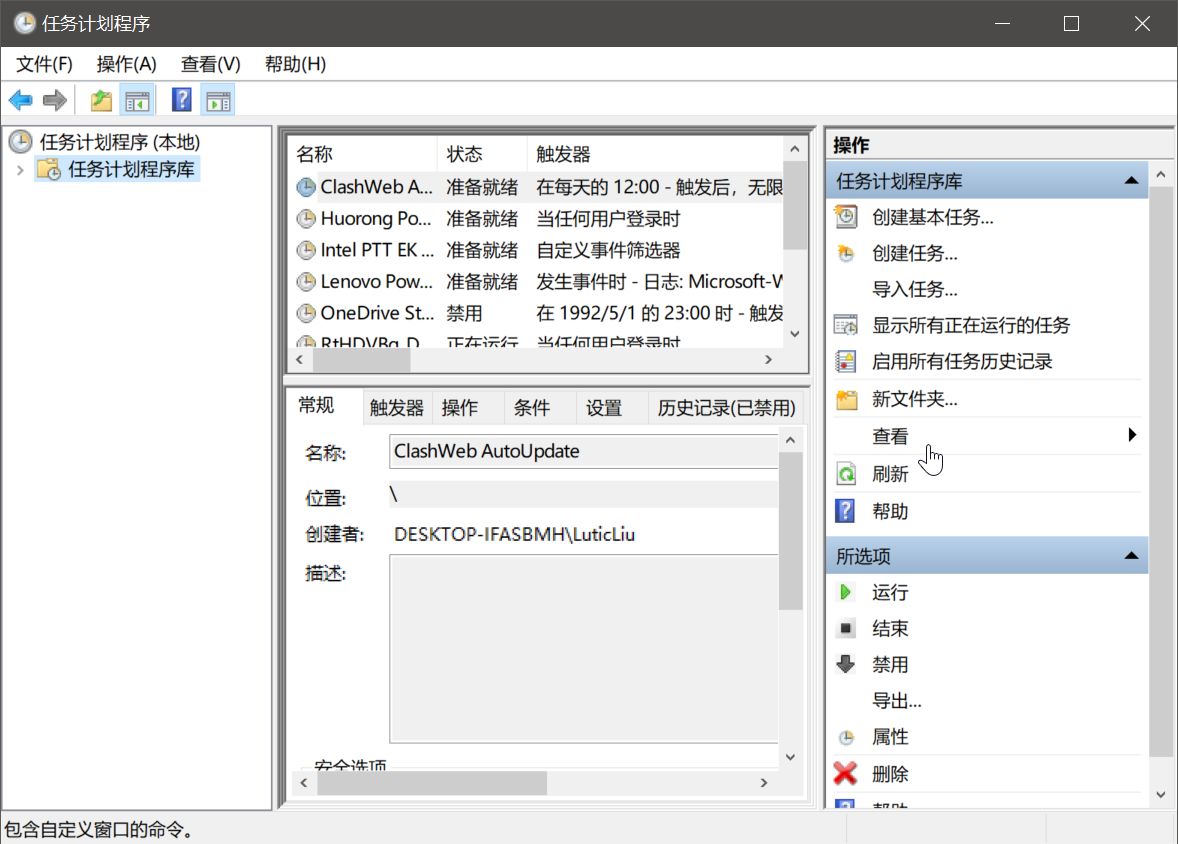 任务计划程序
文件(F) 操作(A) 查看(V) 帮助(H)
任务计划程序 (本地)
任务计划程序库
名称 状态 触发器
ClashWeb A... 准备就绪 在每天的 12:00 - 触发后，无限
Huorong Po... 准备就绪 当任何用户登录时
Intel PTT EK ... 准备就绪 自定义事件筛选器
Lenovo Pow... 准备就绪 发生事件时 - 日志: Microsoft-W
OneDrive St... 禁用 在 1992/5/1 的 23:00 时 - 触发
RtHDVBg_D 正在运行 当任何用户登录时
常规 触发器 操作 条件 设置 历史记录(已禁用)
名称: ClashWeb AutoUpdate
位置: \
创建者: DESKTOP-IFASBMH\LuticLiu
描述:
安全选项
操作
任务计划程序库
创建基本任务...
创建任务...
导入任务...
显示所有正在运行的任务
启用所有任务历史记录
新文件夹...
查看
刷新
帮助
所选项
运行
结束
禁用
导出...
属性
删除
帮助
包含自定义窗口的命令。